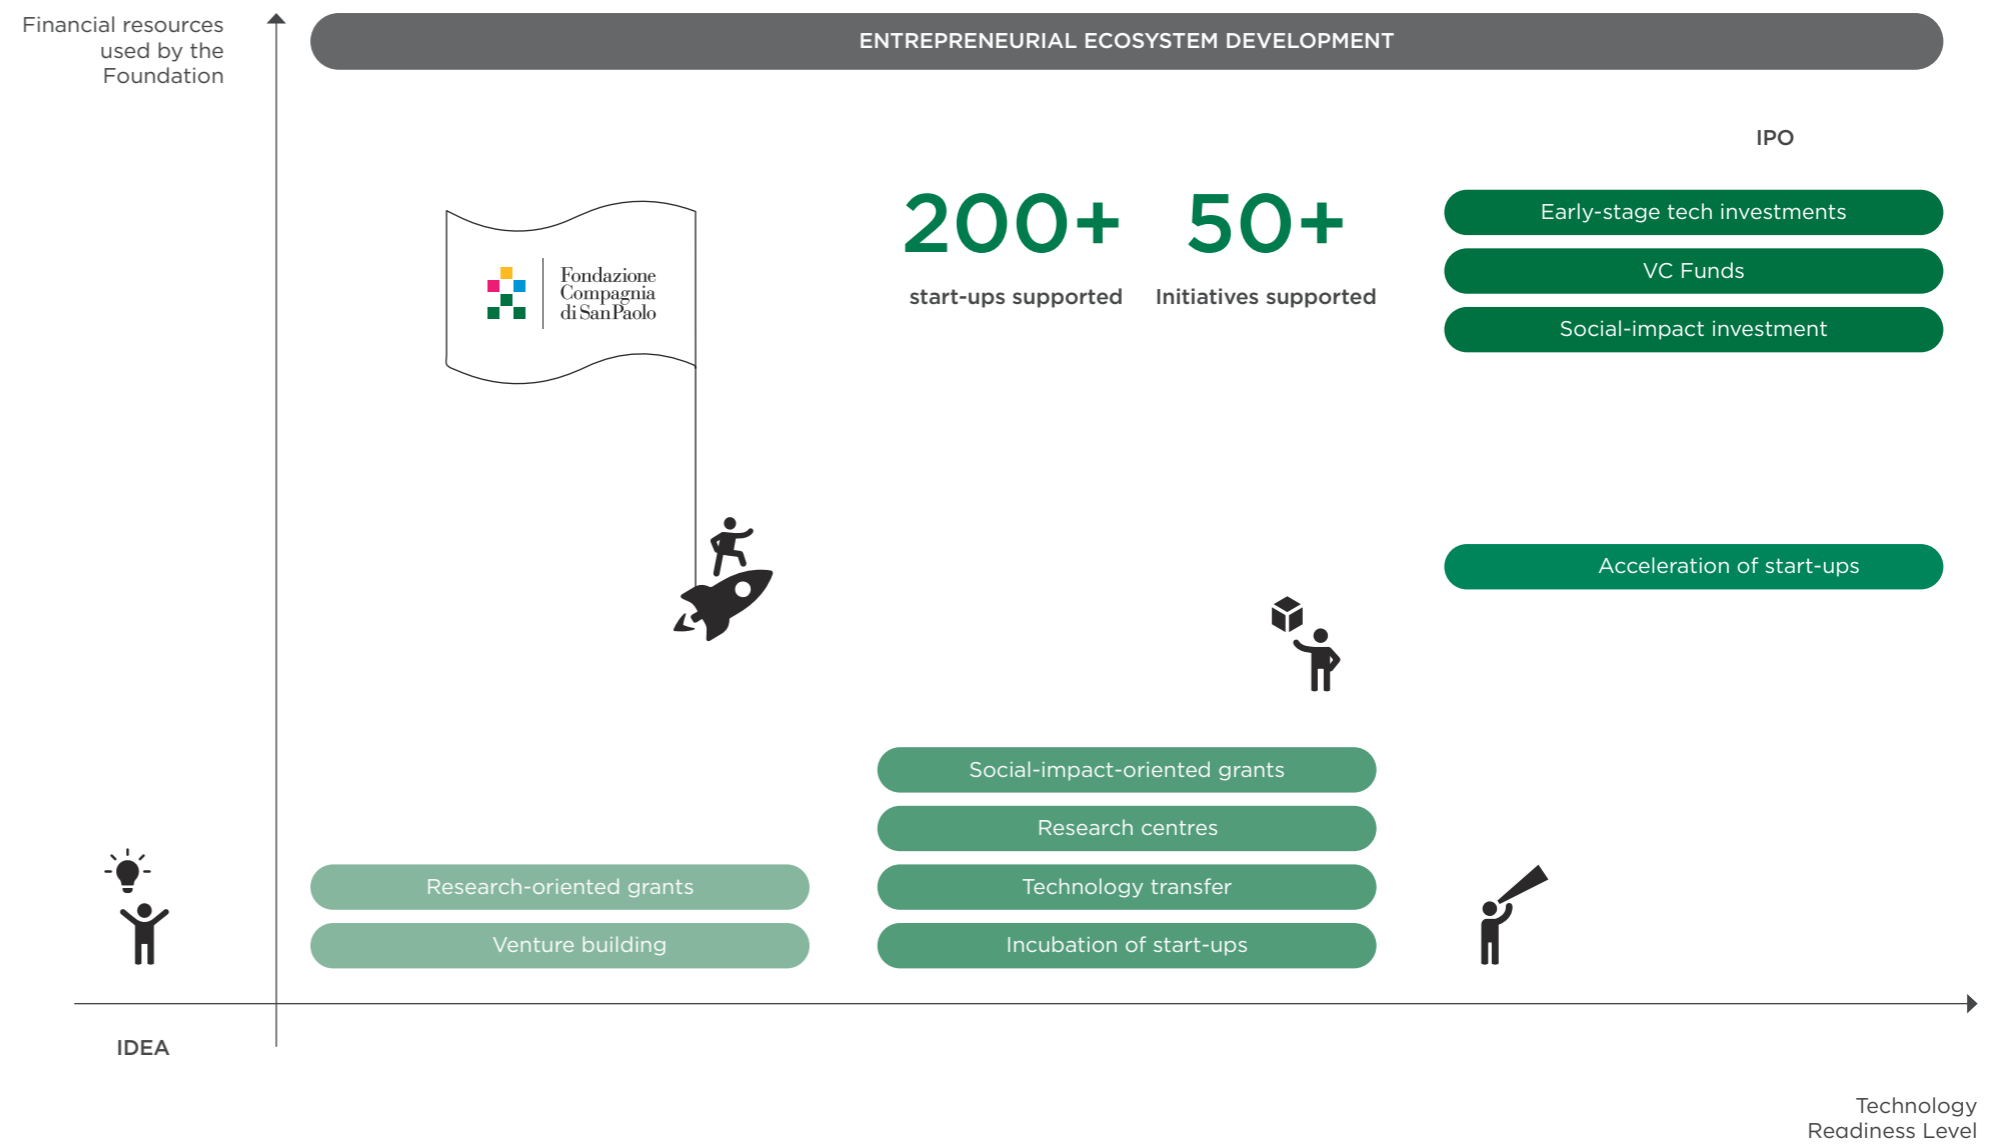 Financial resources
used by the
Foundation
ENTREPRENEURIAL ECOSYSTEM DEVELOPMENT
IPO
200+
start-ups supported
50+
Initiatives supported
Early-stage tech investments
VC Funds
Social-impact investment
Fondazione
Compagnia
di San Paolo
Acceleration of start-ups
Social-impact-oriented grants
Research centres
Technology transfer
Incubation of start-ups
Research-oriented grants
Venture building
IDEA
Technology
Readiness Level